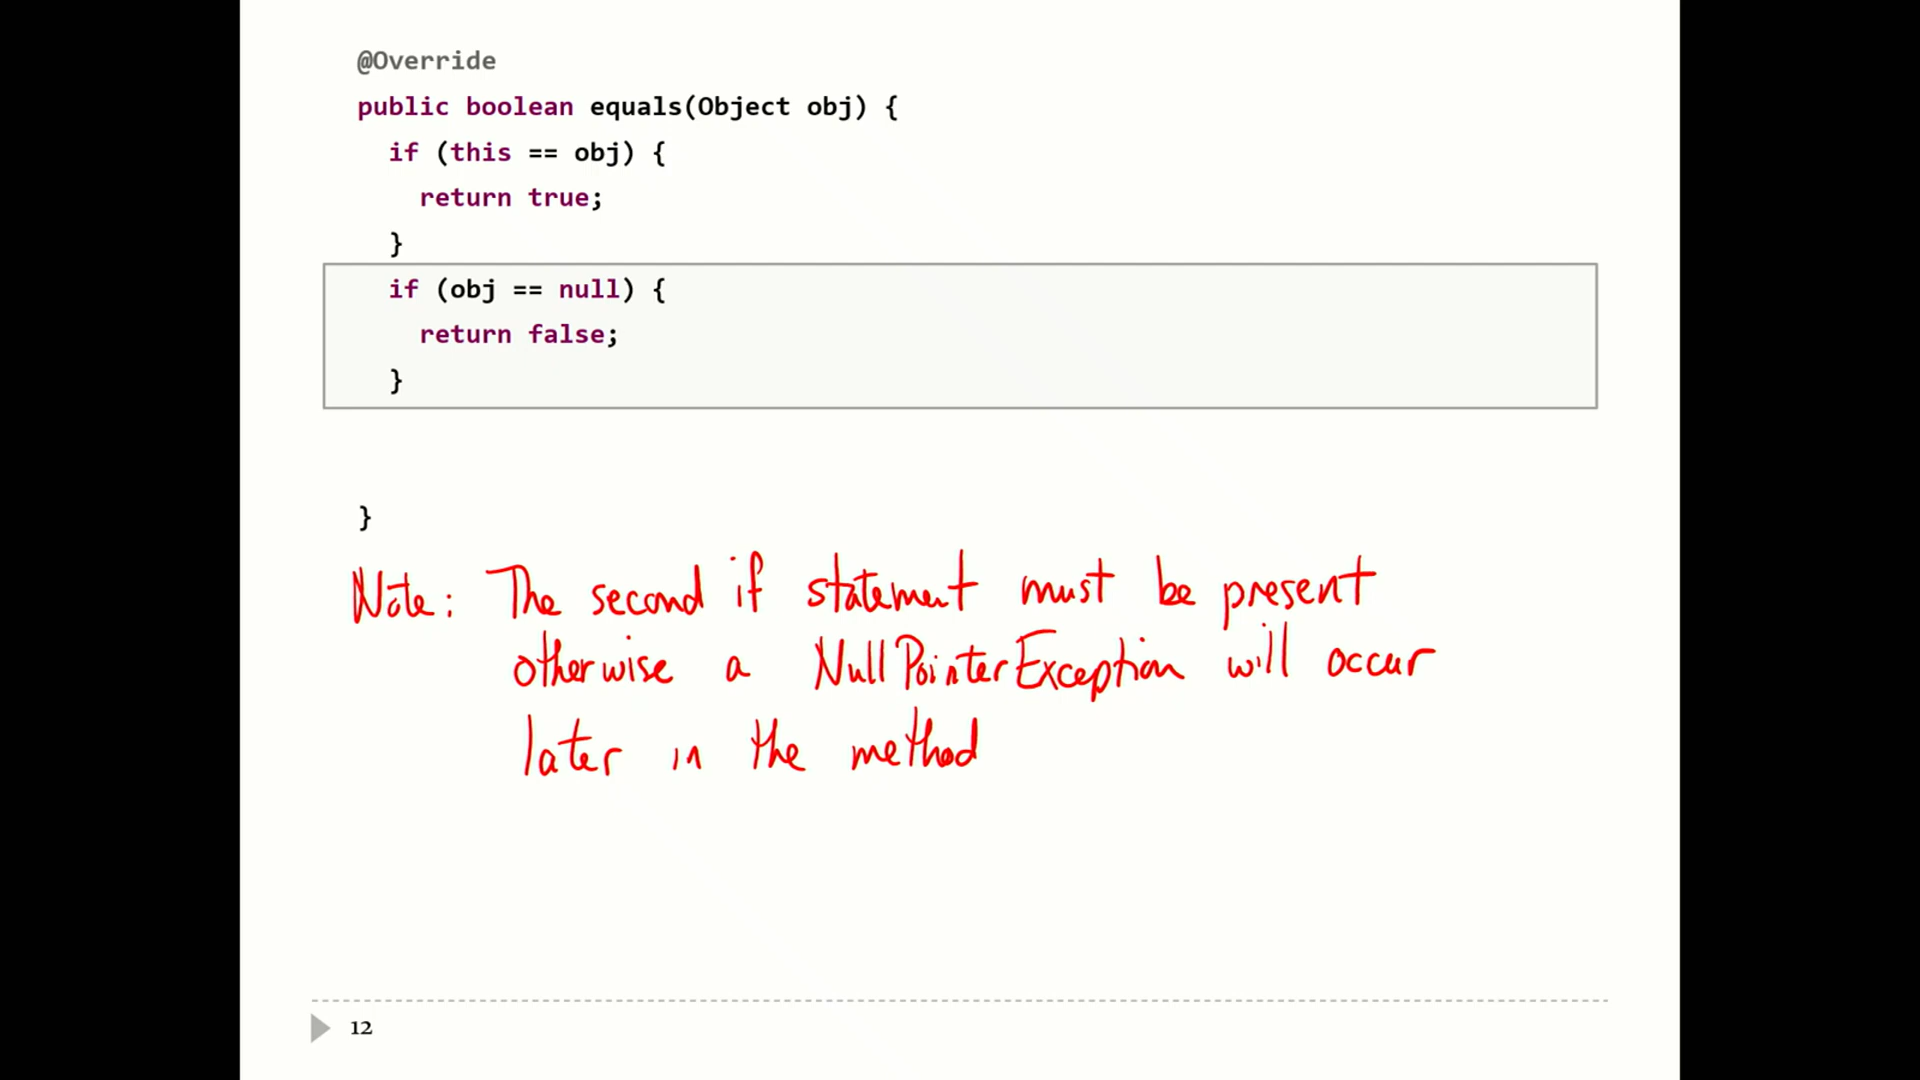 @Override
public boolean equals(Object obj) {
if (this == obj) {
return true;
}
if (obj == null) {
return false;
}
}
Note: The second if statement must be present
otherwise a NullPointerException will occur
later in the method
12